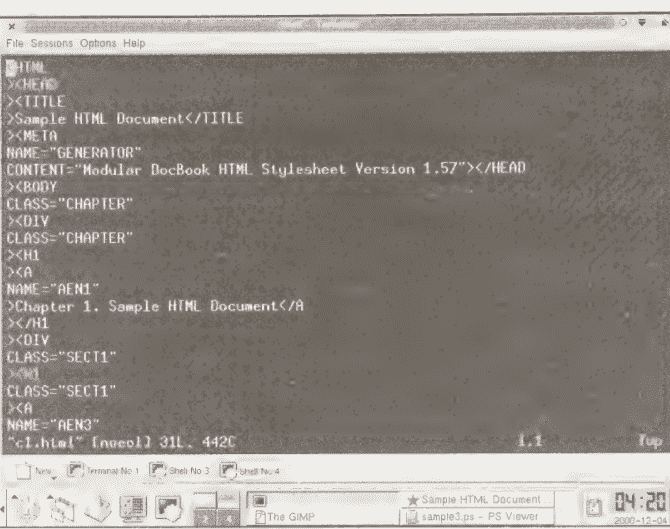 File Sessions Options Help
<HTML
><HEAD
><TITLE
>Sample HTML Document</TITLE
><META
NAME="GENERATOR"
CONTENT="Modular DocBook HTML Stylesheet Version 1.57"></HEAD
><BODY
CLASS="CHAPTER"
><DIV
CLASS="CHAPTER"
><H1
><A
NAME="AEN1"
>Chapter 1. Sample HTML Document</A
></H1
><DIV
CLASS="SECT1"
><H1
CLASS="SECT1"
><A
NAME="AEN3"
"c1.html" [noeol] 31L, 442C 1,1 Top
New Terminal No 1 Shell No 3 Shell No 4
Sample HTML Document
The GIMP sample3.ps - PS Viewer
04:20